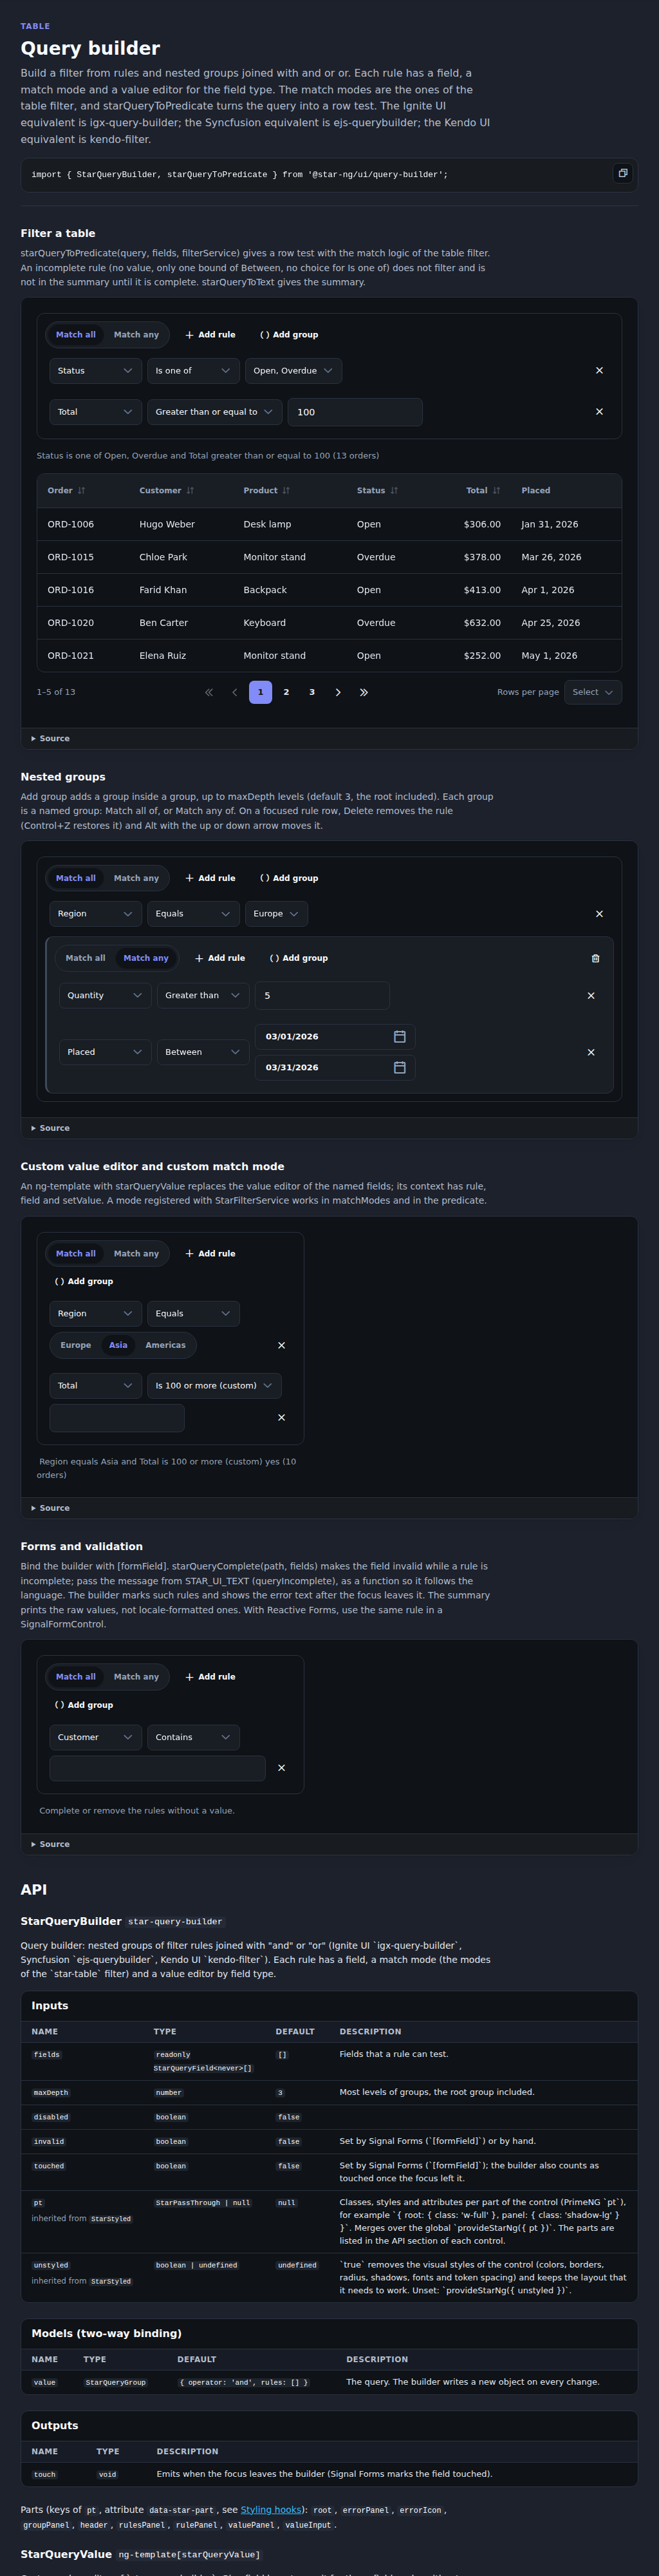 TABLE
Query builder
Build a filter from rules and nested groups joined with and or or. Each rule has a field, a
match mode and a value editor for the field type. The match modes are the ones of the
table filter, and starQueryToPredicate turns the query into a row test. The Ignite UI
equivalent is igx-query-builder; the Syncfusion equivalent is ejs-querybuilder; the Kendo UI
equivalent is kendo-filter.
import { StarQueryBuilder, starQueryToPredicate } from '@star-ng/ui/query-builder';
Filter a table
starQueryToPredicate(query, fields, filterService) gives a row test with the match logic of the table filter.
An incomplete rule (no value, only one bound of Between, no choice for Is one of) does not filter and is
not in the summary until it is complete. starQueryToText gives the summary.
Match all Match any + Add rule () Add group
Status Is one of Open, Overdue ×
Total Greater than or equal to 100 ×
Status is one of Open, Overdue and Total greater than or equal to 100 (13 orders)
Order Customer Product Status Total Placed
ORD-1006 Hugo Weber Desk lamp Open $306.00 Jan 31, 2026
ORD-1015 Chloe Park Monitor stand Overdue $378.00 Mar 26, 2026
ORD-1016 Farid Khan Backpack Open $413.00 Apr 1, 2026
ORD-1020 Ben Carter Keyboard Overdue $632.00 Apr 25, 2026
ORD-1021 Elena Ruiz Monitor stand Open $252.00 May 1, 2026
1–5 of 13 1 2 3 Rows per page Select
Source
Nested groups
Add group adds a group inside a group, up to maxDepth levels (default 3, the root included). Each group
is a named group: Match all of, or Match any of. On a focused rule row, Delete removes the rule
(Control+Z restores it) and Alt with the up or down arrow moves it.
Match all Match any + Add rule () Add group
Region Equals Europe ×
Match all Match any + Add rule () Add group
Quantity Greater than 5 ×
Placed Between 03/01/2026 ×
03/31/2026
Source
Custom value editor and custom match mode
An ng-template with starQueryValue replaces the value editor of the named fields; its context has rule,
field and setValue. A mode registered with StarFilterService works in matchModes and in the predicate.
Match all Match any + Add rule
() Add group
Region Equals
Europe Asia Americas ×
Total Is 100 or more (custom)
×
Region equals Asia and Total is 100 or more (custom) yes (10
orders)
Source
Forms and validation
Bind the builder with [formField]. starQueryComplete(path, fields) makes the field invalid while a rule is
incomplete; pass the message from STAR_UI_TEXT (queryIncomplete), as a function so it follows the
language. The builder marks such rules and shows the error text after the focus leaves it. The summary
prints the raw values, not locale-formatted ones. With Reactive Forms, use the same rule in a
SignalFormControl.
Match all Match any + Add rule
() Add group
Customer Contains
×
Complete or remove the rules without a value.
Source
API
StarQueryBuilder star-query-builder
Query builder: nested groups of filter rules joined with "and" or "or" (Ignite UI `igx-query-builder`,
Syncfusion `ejs-querybuilder`, Kendo UI `kendo-filter`). Each rule has a field, a match mode (the modes
of the `star-table` filter) and a value editor by field type.
Inputs
NAME TYPE DEFAULT DESCRIPTION
fields readonly StarQueryField<never>[] [] Fields that a rule can test.
maxDepth number 3 Most levels of groups, the root group included.
disabled boolean false
invalid boolean false Set by Signal Forms (`[formField]`) or by hand.
touched boolean false Set by Signal Forms (`[formField]`); the builder also counts as
touched once the focus left it.
pt StarPassThrough | null null Classes, styles and attributes per part of the control (PrimeNG `pt`),
inherited from StarStyled for example `{ root: { class: 'w-full' }, panel: { class: 'shadow-lg' }
}`. Merges over the global `provideStarNg({ pt })`. The parts are
listed in the API section of each control.
unstyled boolean | undefined undefined `true` removes the visual styles of the control (colors, borders,
inherited from StarStyled radius, shadows, fonts and token spacing) and keeps the layout that
it needs to work. Unset: `provideStarNg({ unstyled })`.
Models (two-way binding)
NAME TYPE DEFAULT DESCRIPTION
value StarQueryGroup { operator: 'and', rules: [] } The query. The builder writes a new object on every change.
Outputs
NAME TYPE DESCRIPTION
touch void Emits when the focus leaves the builder (Signal Forms marks the field touched).
Parts (keys of pt, attribute data-star-part, see Styling hooks): root, errorPanel, errorIcon,
groupPanel, header, rulesPanel, rulePanel, valuePanel, valueInput.
StarQueryValue ng-template[starQueryValue]